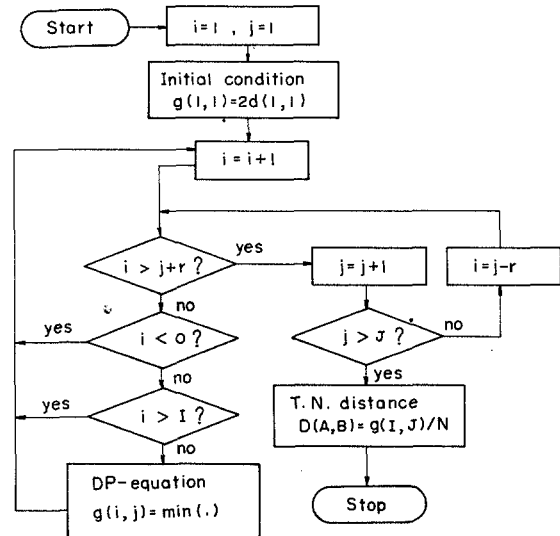 Start
i=1 , j=1
Initial condition
g(1,1)=2d(1,1)
i = i+1
i > j+r ?
yes
no
j=j+1
i=j-r
i < 0 ?
yes
no
j > J ?
no
yes
i > I ?
yes
no
T. N. distance
D(A,B)= g(I,J)/N
DP-equation
g(i,j)=min(.)
Stop